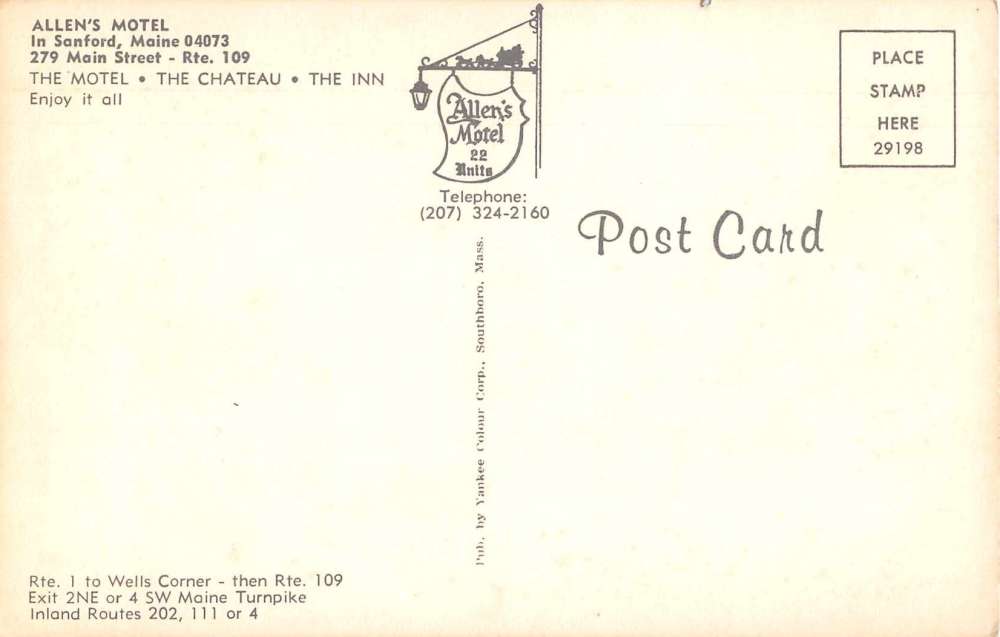 ALLEN'S MOTEL
In Sanford, Maine 04073
279 Main Street - Rte. 109
THE MOTEL • THE CHATEAU • THE INN
Enjoy it all
Allen's
Motel
22
Units
Telephone:
(207) 324-2160
PLACE
STAMP
HERE
29198
Post Card
Pub. by Yankee Colour Corp., Southboro, Mass.
Rte. 1 to Wells Corner - then Rte. 109
Exit 2NE or 4 SW Maine Turnpike
Inland Routes 202, 111 or 4